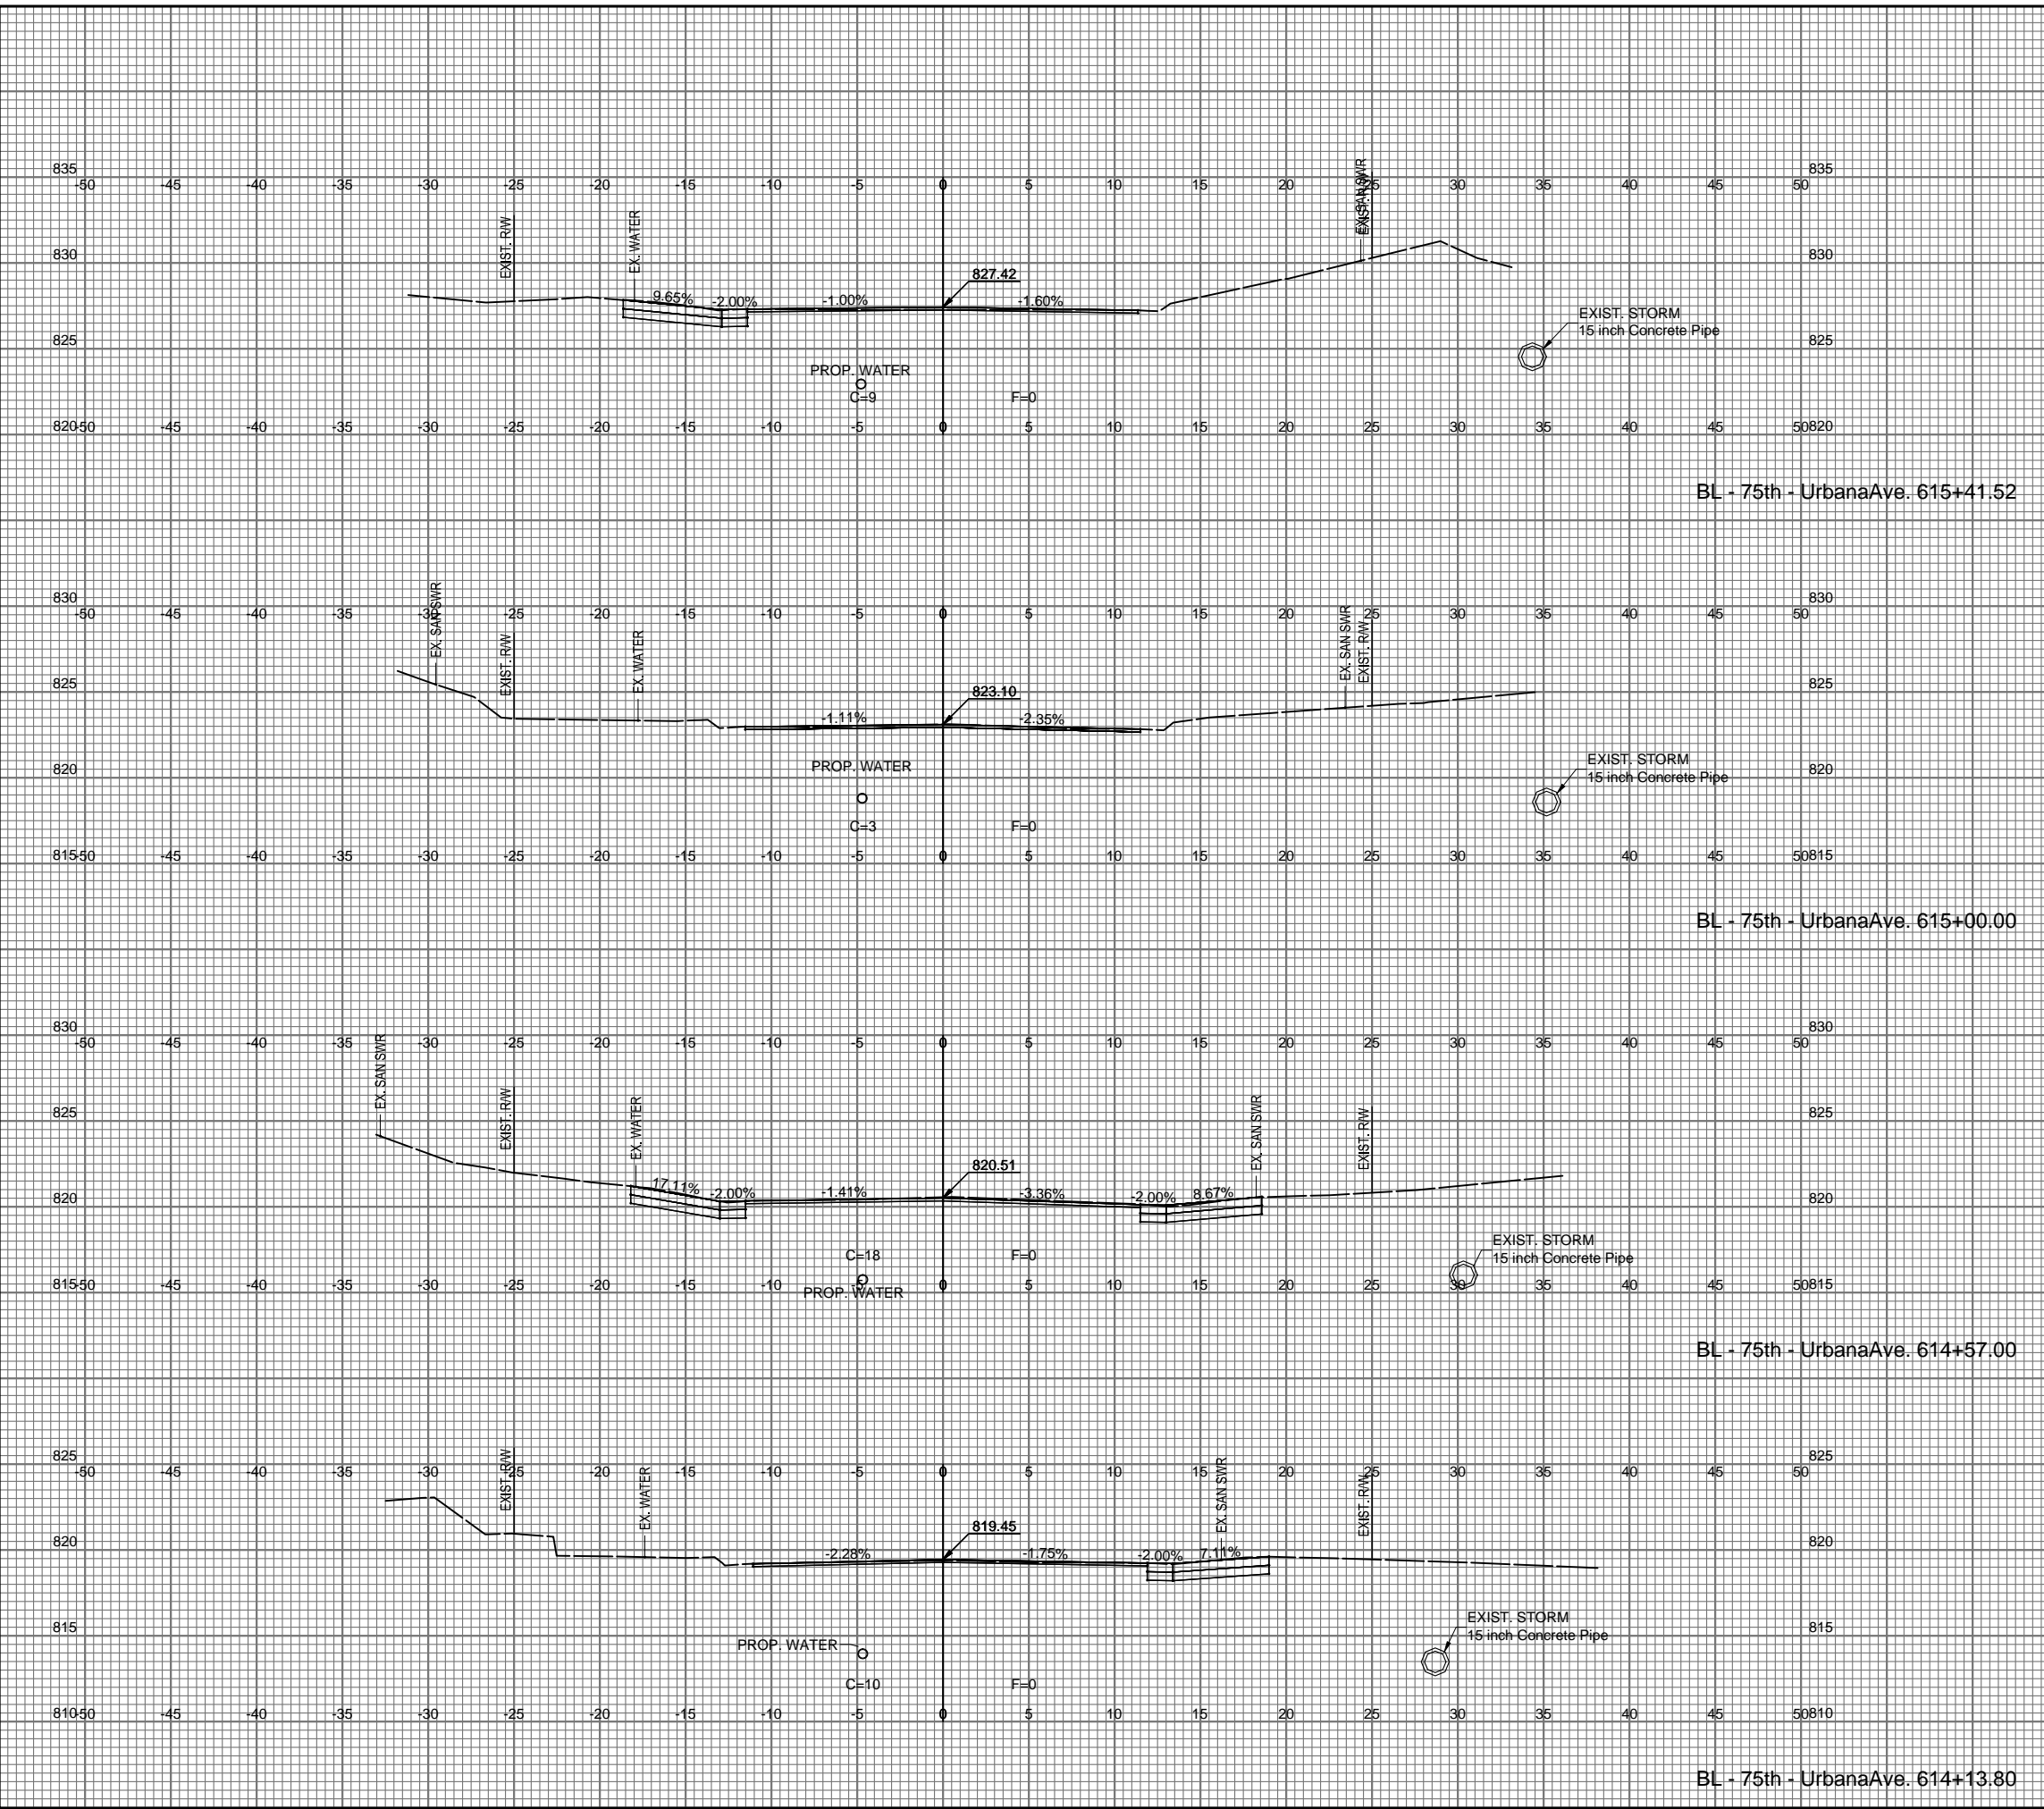 835 835
-50 -45 -40 -35 -30 -25 -20 -15 -10 -5 0 5 10 15 20 25 30 35 40 45 50
EX. SAN SWR
EXIST. R/W
EXIST. R/W
EX. WATER
830 830
827.42
9.65% -2.00% -1.00% -1.60%
EXIST. STORM
15 inch Concrete Pipe
825 825
PROP. WATER
C=9 F=0
820 820
-50 -45 -40 -35 -30 -25 -20 -15 -10 -5 0 5 10 15 20 25 30 35 40 45 50
BL - 75th - UrbanaAve. 615+41.52
830 830
-50 -45 -40 -35 -30 -25 -20 -15 -10 -5 0 5 10 15 20 25 30 35 40 45 50
EX. SAN SWR
EXIST. R/W
EX. WATER
EX. SAN SWR
EXIST. R/W
825 825
823.10
-1.11% -2.35%
820 820
PROP. WATER
EXIST. STORM
15 inch Concrete Pipe
C=3 F=0
815 815
-50 -45 -40 -35 -30 -25 -20 -15 -10 -5 0 5 10 15 20 25 30 35 40 45 50
BL - 75th - UrbanaAve. 615+00.00
830 830
-50 -45 -40 -35 -30 -25 -20 -15 -10 -5 0 5 10 15 20 25 30 35 40 45 50
EX. SAN SWR
EXIST. R/W
EX. WATER
EX. SAN SWR
EXIST. R/W
825 825
820.51
17.11% -2.00% -1.41% -3.36% -2.00% 8.67%
820 820
EXIST. STORM
15 inch Concrete Pipe
C=18 F=0
815 815
-50 -45 -40 -35 -30 -25 -20 -15 -10 -5 0 5 10 15 20 25 30 35 40 45 50
PROP. WATER
BL - 75th - UrbanaAve. 614+57.00
825 825
-50 -45 -40 -35 -30 -25 -20 -15 -10 -5 0 5 10 15 20 25 30 35 40 45 50
EXIST. R/W
EX. WATER
EX. SAN SWR
EXIST. R/W
819.45
820 820
-2.28% -1.75% -2.00% 7.11%
EXIST. STORM
15 inch Concrete Pipe
815 815
PROP. WATER
C=10 F=0
810 810
-50 -45 -40 -35 -30 -25 -20 -15 -10 -5 0 5 10 15 20 25 30 35 40 45 50
BL - 75th - UrbanaAve. 614+13.80